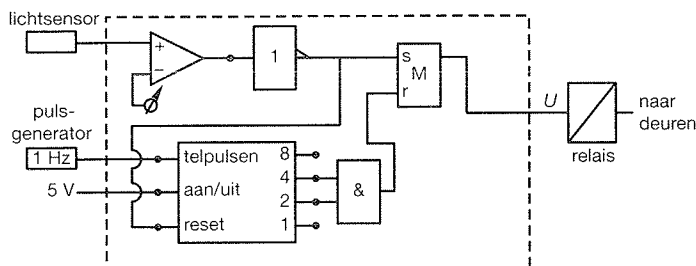 lichtsensor
+
−
1
s
M
r
U
naar
deuren
relais
puls-
generator
1 Hz
5 V
telpulsen
aan/uit
reset
8
4
2
1
&